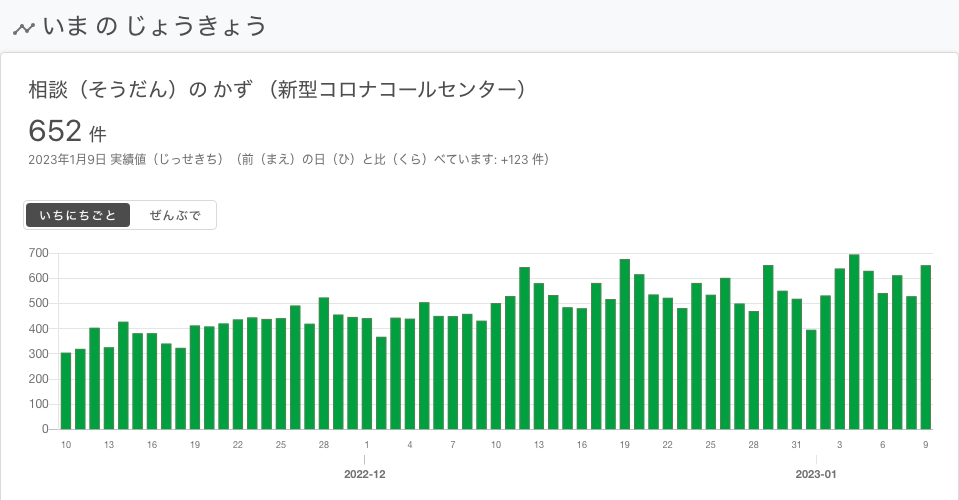 いま の じょうきょう
相談（そうだん）の かず （新型コロナコールセンター）
652 件
2023年1月9日 実績値（じっせきち）（前（まえ）の日（ひ）と比（くら）べています: +123 件）
いちにちごと ぜんぶで
700
600
500
400
300
200
100
0
10 13 16 19 22 25 28 1 4 7 10 13 16 19 22 25 28 31 3 6 9
2022-12 2023-01